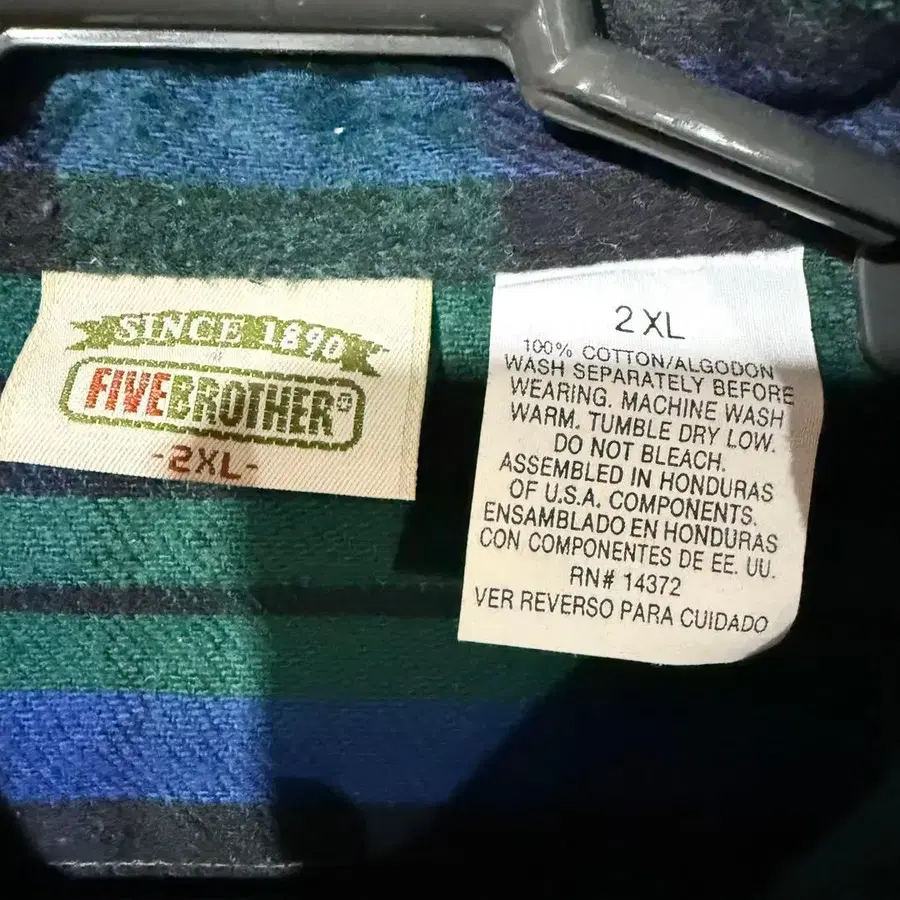 SINCE 1890
FIVEBROTHER®
-2XL-
2XL
100% COTTON/ALGODON
WASH SEPARATELY BEFORE
WEARING. MACHINE WASH
WARM. TUMBLE DRY LOW.
DO NOT BLEACH.
ASSEMBLED IN HONDURAS
OF U.S.A. COMPONENTS.
ENSAMBLADO EN HONDURAS
CON COMPONENTES DE EE. UU.
RN# 14372
VER REVERSO PARA CUIDADO